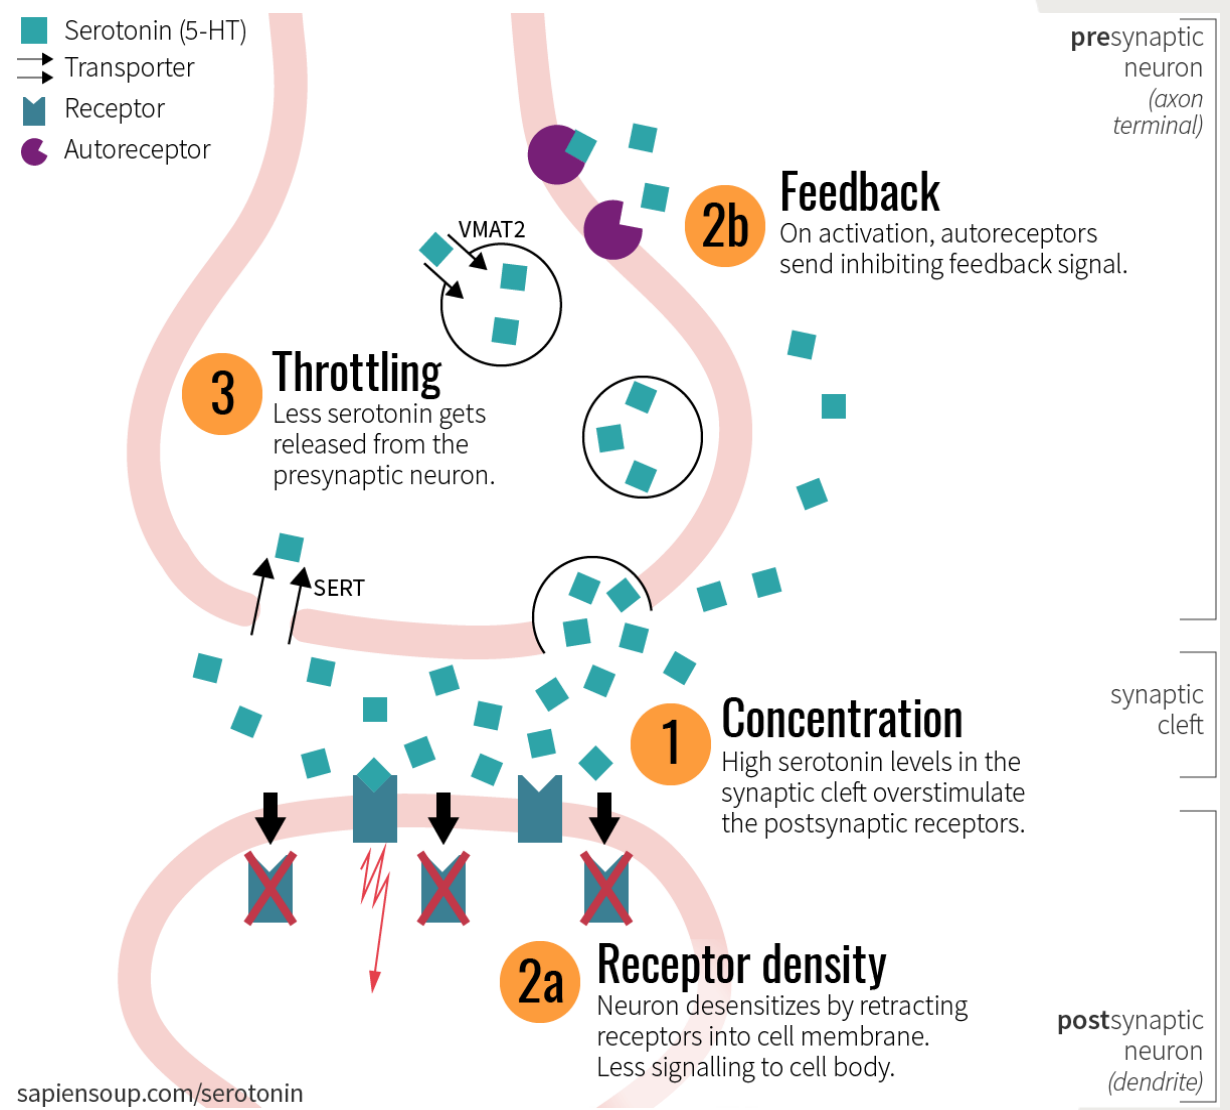 Serotonin (5-HT)
Transporter
Receptor
Autoreceptor
presynaptic
neuron
(axon
terminal)
2b
Feedback
On activation, autoreceptors
send inhibiting feedback signal.
VMAT2
3
Throttling
Less serotonin gets
released from the
presynaptic neuron.
SERT
synaptic
cleft
1
Concentration
High serotonin levels in the
synaptic cleft overstimulate
the postsynaptic receptors.
2a
Receptor density
Neuron desensitizes by retracting
receptors into cell membrane.
Less signalling to cell body.
postsynaptic
neuron
(dendrite)
sapiensoup.com/serotonin